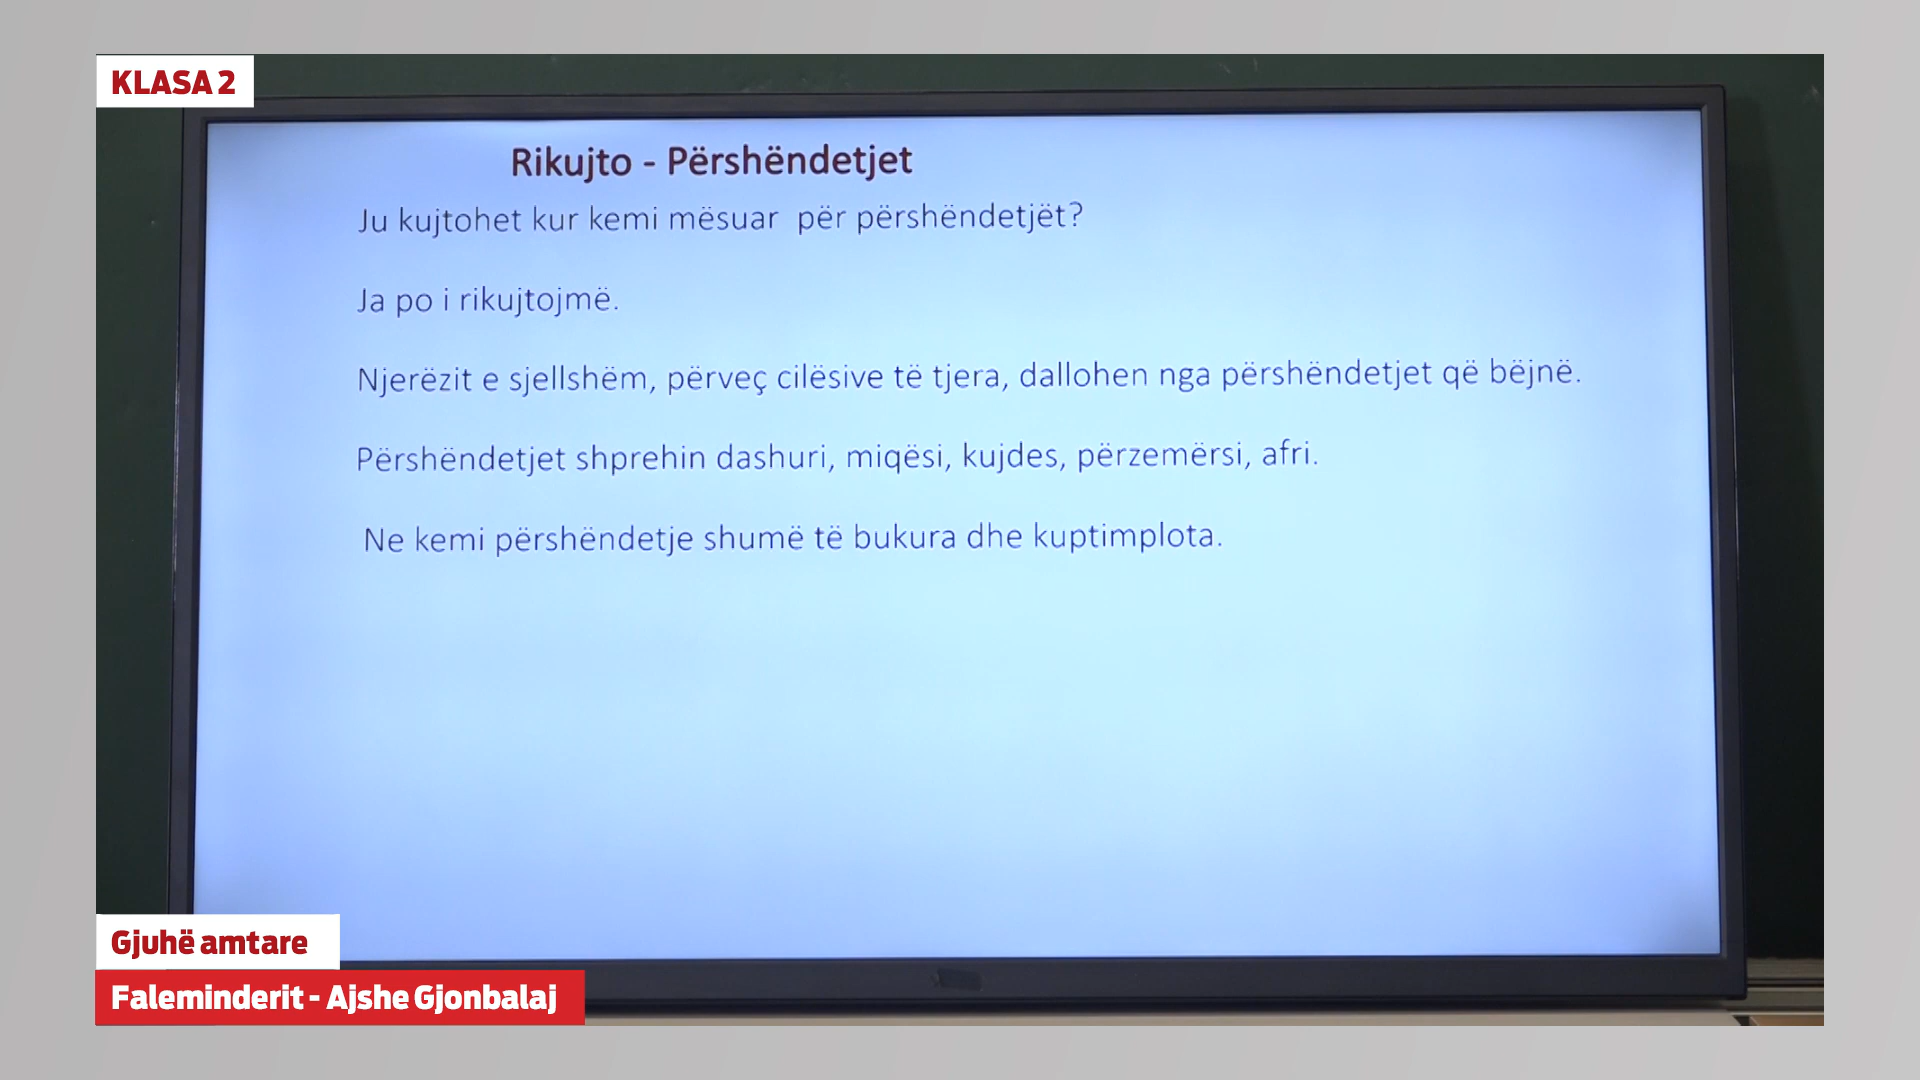 KLASA 2
Rikujto - Përshëndetjet
Ju kujtohet kur kemi mësuar për përshëndetjët?
Ja po i rikujtojmë.
Njerëzit e sjellshëm, përveç cilësive të tjera, dallohen nga përshëndetjet që bëjnë.
Përshëndetjet shprehin dashuri, miqësi, kujdes, përzemërsi, afri.
Ne kemi përshëndetje shumë të bukura dhe kuptimplota.
Gjuhë amtare
Faleminderit - Ajshe Gjonbalaj